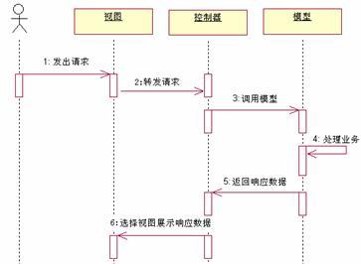 视图
控制器
模型
1: 发出请求
2:转发请求
3: 调用模型
4: 处理业务
5:返回响应数据
6:选择视图展示响应数据